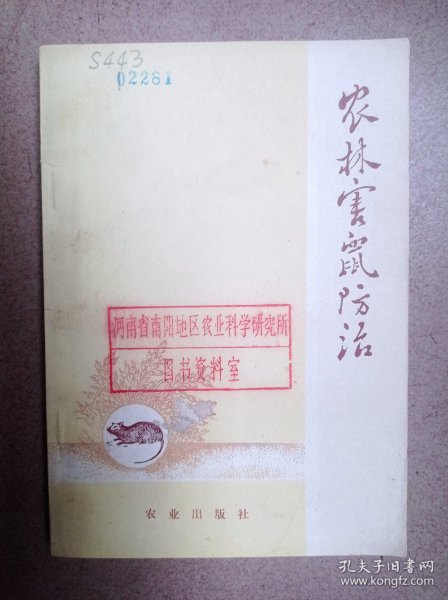 S443
02281
农林害鼠防治
河南省南阳地区农业科学研究所
图书资料室
农业出版社
孔夫子旧书网
www.kongfz.com